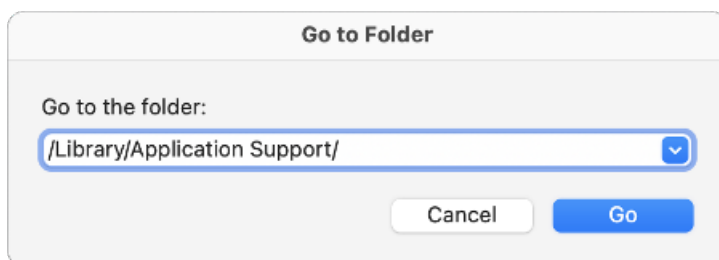 Go to Folder
Go to the folder:
/Library/Application Support/
Cancel Go